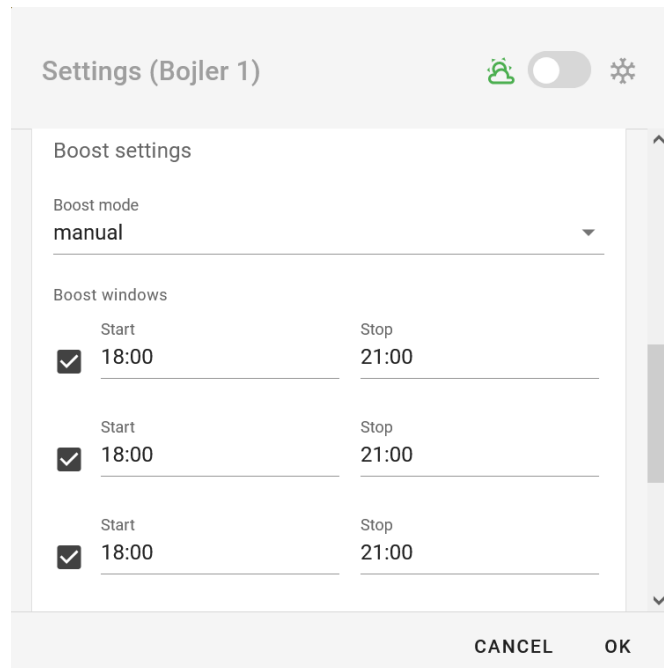 Settings (Bojler 1)
Boost settings
Boost mode
manual
Boost windows
Start Stop
18:00 21:00
Start Stop
18:00 21:00
Start Stop
18:00 21:00
CANCEL OK